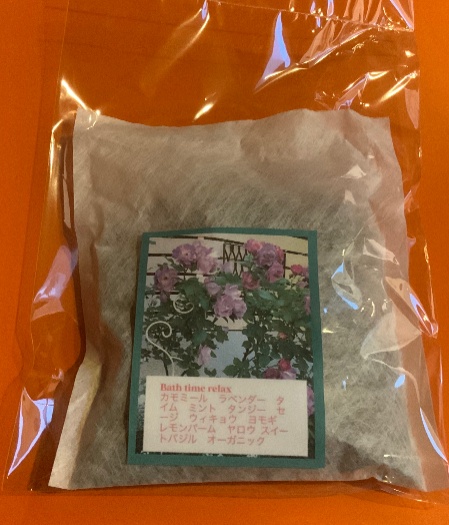 Bath time relax
カモミール　ラベンダー　タ
イム　ミント　タンジー　セ
ージ　ウィキョウ　ヨモギ
レモンバーム　ヤロウ スイー
トバジル　オーガニック